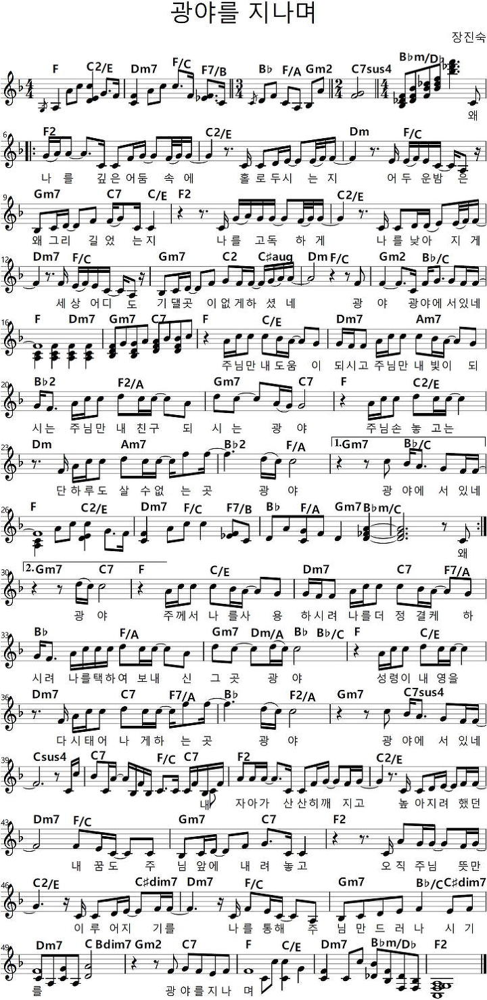 광야를 지나며
장진숙
F C2/E Dm7 F/C F7/B B♭ F/A Gm2 C7sus4 B♭m/D♭
왜
6 F2 C2/E Dm F/C
나 를 깊은 어둠 속 에 홀 로 두시 는 지 어 두 운밤 은
9 Gm7 C7 C/E F2 C2/E
왜 그리 길었 는지 나를 고독 하 게 나 를 낮아 지 게
12 Dm7 F/C Gm7 C2 C♯aug Dm F/C Gm2 B♭/C
세 상 어디 도 기 댈곳 이없게하 셨 네 광 야 광야에 서있네
16 F Dm7 Gm7 C7 F C/E Dm7 Am7
주님만 내도움 이 되시고 주님만 내 빛이 되
20 B♭2 F2/A Gm7 C7 F C2/E
시는 주님만 내 친구 되 시 는 광 야 주님손 놓 고는
23 Dm Am7 B♭2 F/A 1.Gm7 B♭/C
단 하루도 살 수없 는 곳 광 야 광 야에 서 있네
26 F C2/E Dm7 F/C F7/B B♭ F/A Gm7 B♭m/C
왜
30 2.Gm7 C7 F C/E Dm7 C7 F7/A
광 야 주께서 나 를사 용 하시려 나를더 정 결케 하
33 B♭ F/A Gm7 Dm/A B♭ B♭/C F C/E
시려 나를택하여 보내 신 그 곳 광 야 성령이 내 영을
36 Dm7 C7 F7/A B♭ F2/A Gm7 C7sus4
다 시태어 나 게하 는 곳 광 야 광 야에 서 있네
39 Csus4 C7 F/C C7 F2 C2/E
내 자아가 산 산히깨 지고 높 아지려 했던
43 Dm7 F/C Gm7 C7 F2
내 꿈도 주 님 앞에 내 려 놓고 오 직 주님 뜻만
46 C2/E C♯dim7 Dm7 F/C Gm7 B♭/C C♯dim7
이 루 어지 기를 나 를 통해 주 님 만 드 러 나 시 기
49 Dm7 C Bdim7 Gm2 C7 F C/E Dm7 B♭m/D♭ F2
를 광 야를지나 며